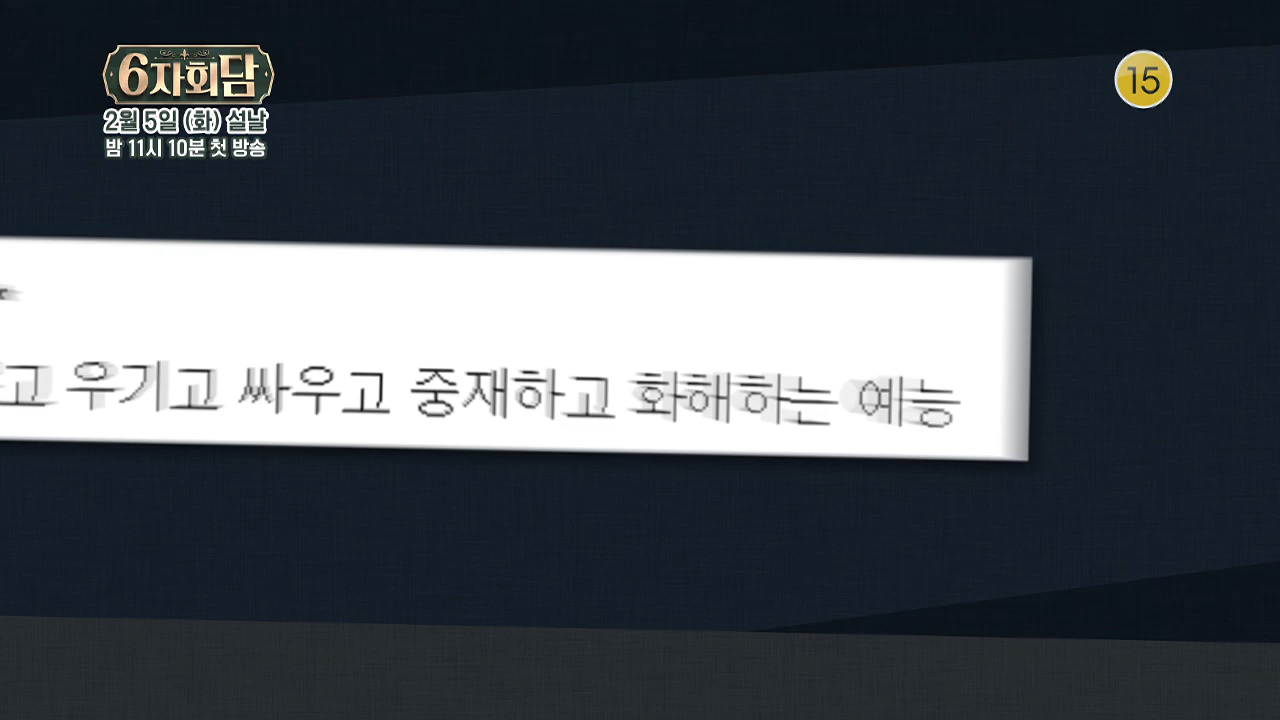 6자회담
2월 5일 (화) 설날
밤 11시 10분 첫 방송
15
고 우기고 싸우고 중재하고 화해하는 예능